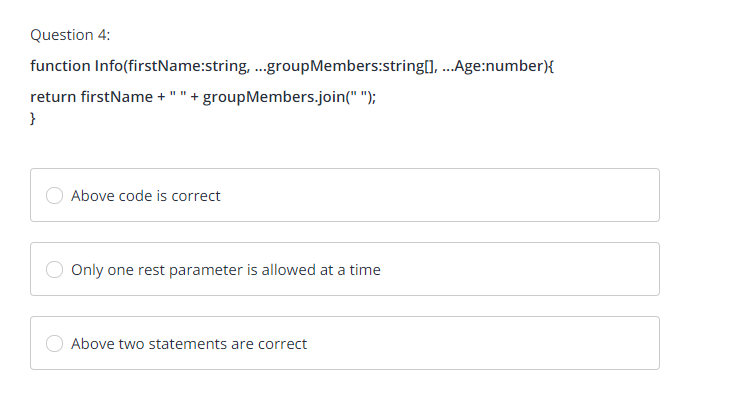 Question 4:
function Info(firstName:string, ...groupMembers:string[], ...Age:number){
return firstName + " " + groupMembers.join(" ");
}
Above code is correct
Only one rest parameter is allowed at a time
Above two statements are correct